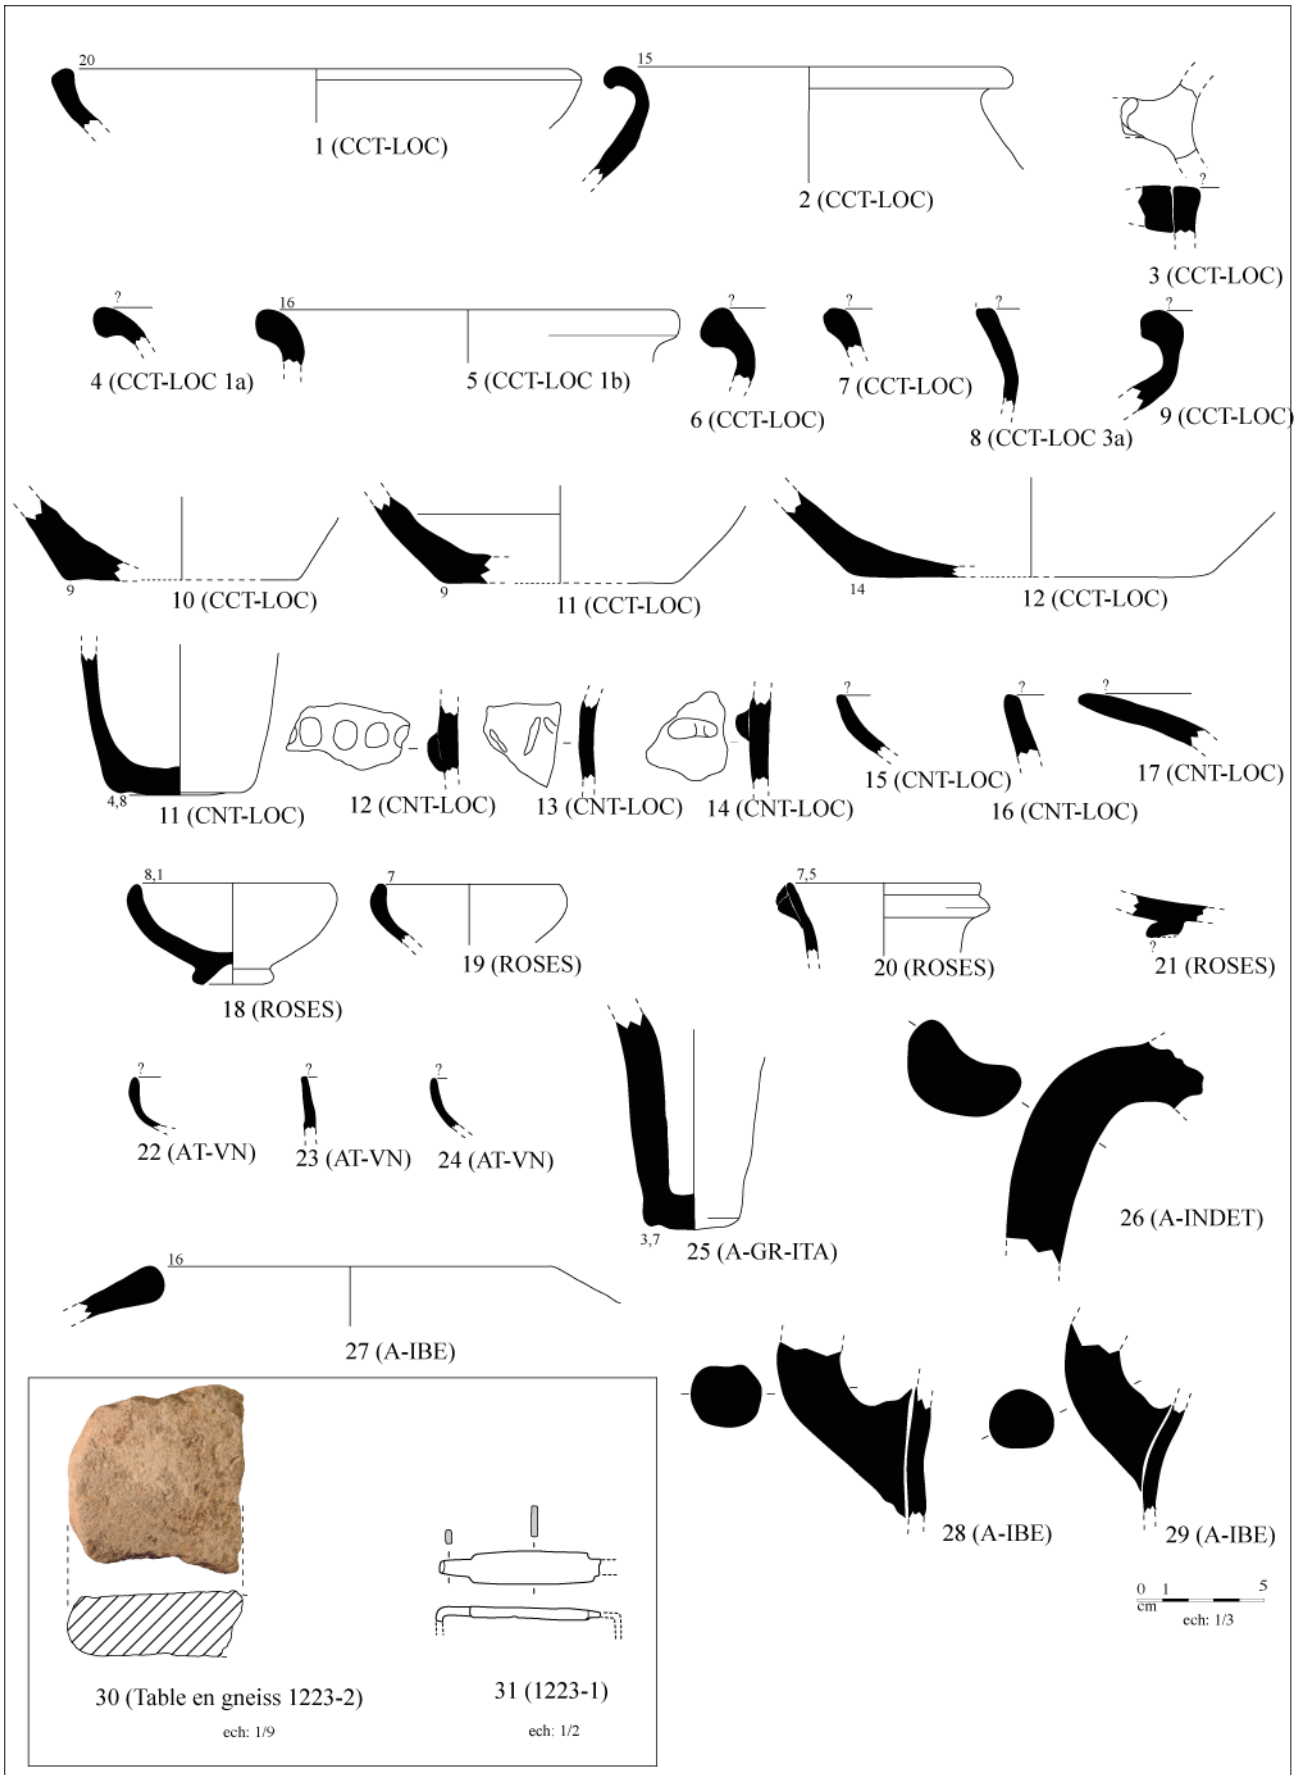 20
15
1 (CCT-LOC)
2 (CCT-LOC)
?
3 (CCT-LOC)
?
16
?
?
?
?
4 (CCT-LOC 1a)
5 (CCT-LOC 1b)
6 (CCT-LOC)
7 (CCT-LOC)
8 (CCT-LOC 3a)
9 (CCT-LOC)
9
10 (CCT-LOC)
9
11 (CCT-LOC)
14
12 (CCT-LOC)
?
?
?
4,8
11 (CNT-LOC)
12 (CNT-LOC)
13 (CNT-LOC)
14 (CNT-LOC)
15 (CNT-LOC)
16 (CNT-LOC)
17 (CNT-LOC)
8,1
7
7,5
18 (ROSES)
19 (ROSES)
20 (ROSES)
?
21 (ROSES)
?
?
?
22 (AT-VN)
23 (AT-VN)
24 (AT-VN)
3,7
25 (A-GR-ITA)
26 (A-INDET)
16
27 (A-IBE)
28 (A-IBE)
29 (A-IBE)
0 1 5
cm
ech: 1/3
30 (Table en gneiss 1223-2)
ech: 1/9
31 (1223-1)
ech: 1/2